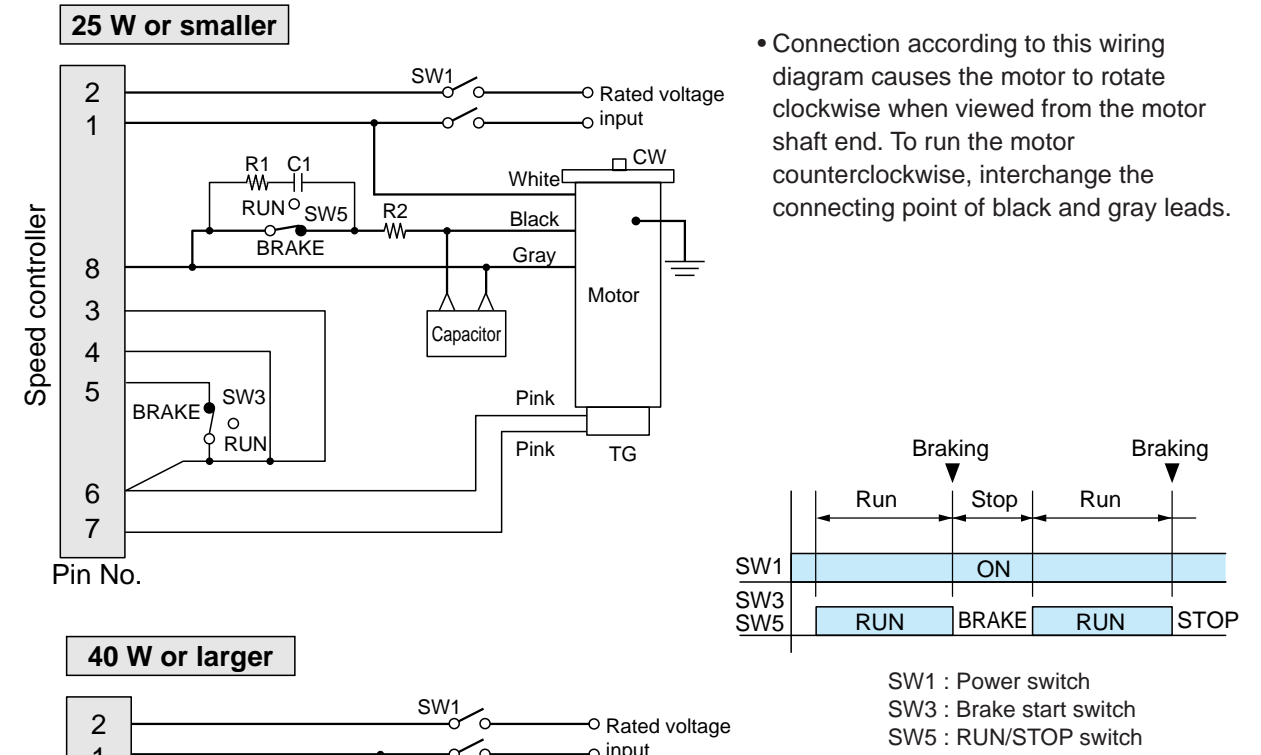 25 W or smaller
SW1
2
Rated voltage
1
input
CW
R1 C1
White
RUN SW5 R2
Black
BRAKE
Gray
8
Motor
3
Capacitor
4
5
SW3
BRAKE
RUN
Pink
Pink
TG
6
7
Speed controller
Pin No.
• Connection according to this wiring
diagram causes the motor to rotate
clockwise when viewed from the motor
shaft end. To run the motor
counterclockwise, interchange the
connecting point of black and gray leads.
Braking Braking
Run Stop Run
SW1 ON
SW3
SW5 RUN BRAKE RUN STOP
SW1 : Power switch
SW3 : Brake start switch
SW5 : RUN/STOP switch
40 W or larger
SW1
2
Rated voltage
1
input